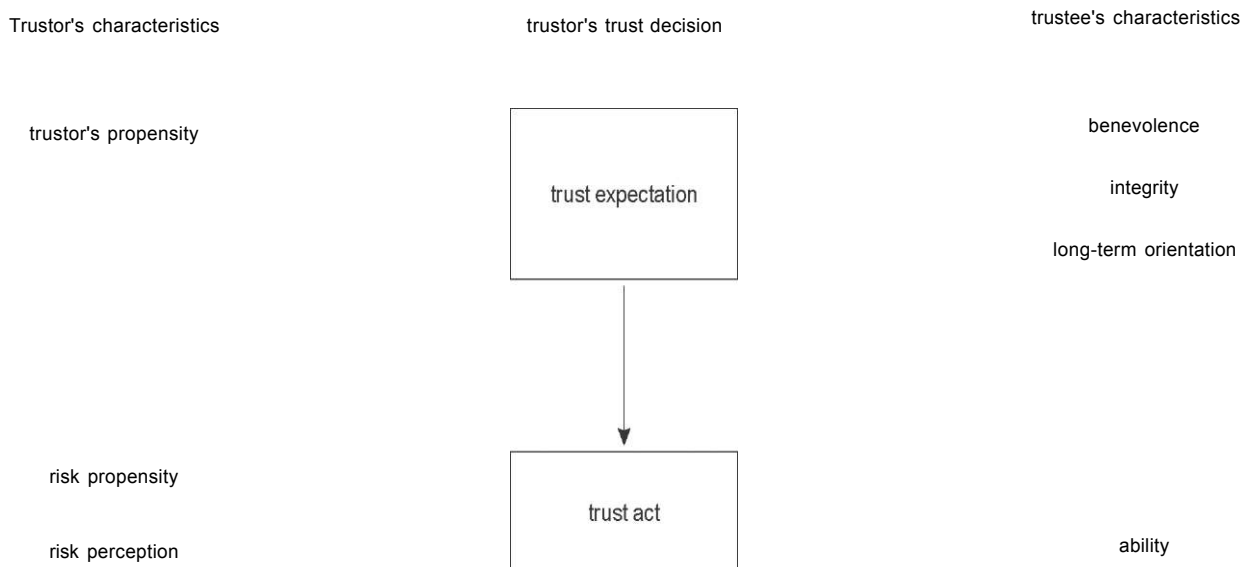 Trustor's characteristics
trustor's trust decision
trustee's characteristics
trustor's propensity
trust expectation
benevolence
integrity
long-term orientation
risk propensity
trust act
risk perception
ability